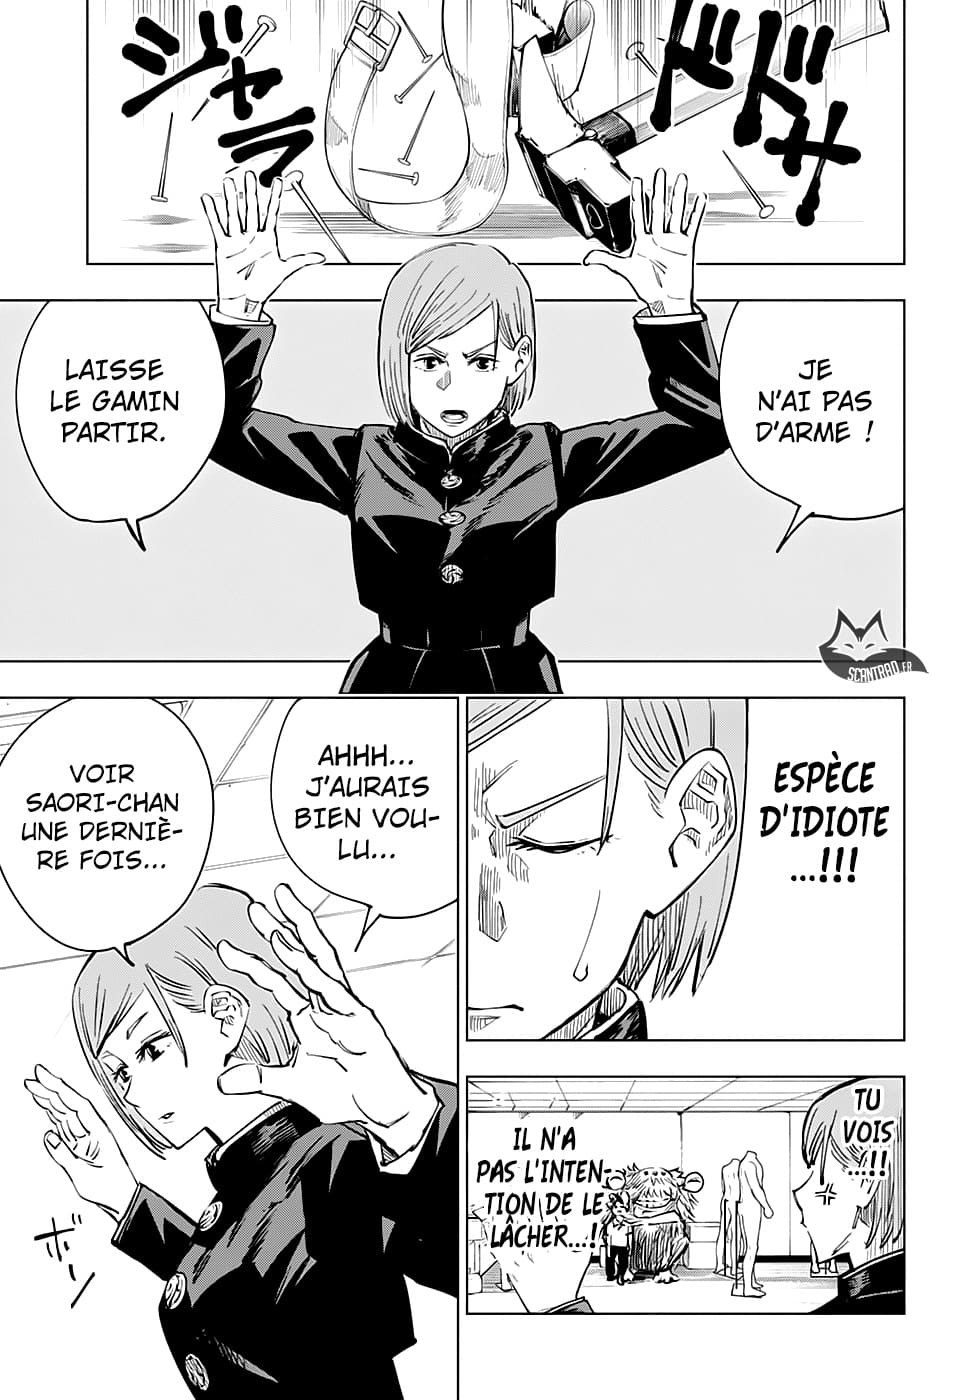 ドドドサ
ジャラ
JE
N'AI PAS
D'ARME !
LAISSE
LE GAMIN
PARTIR.
SCANTRAD.FR
ESPÈCE
D'IDIOTE
...!!!
TU
VOIS
...!!
IL N'A
PAS L'INTEN-
TION DE LE
LÂCHER...!
AHHH...
J'AURAIS
BIEN VOU-
LU...
VOIR
SAORI-CHAN
UNE DERNIÈ-
RE FOIS...